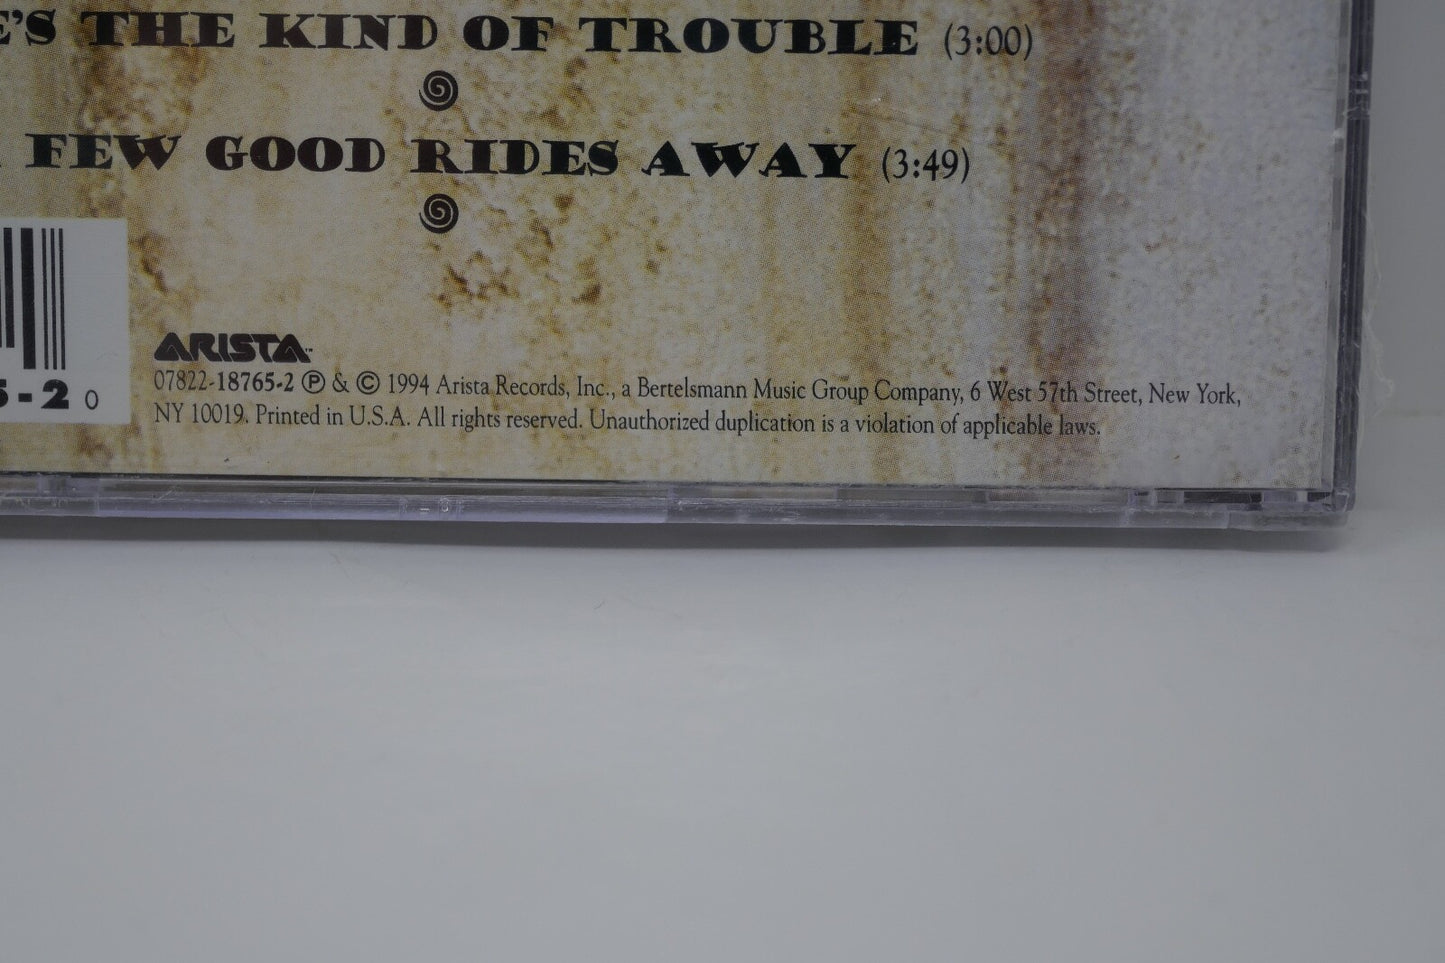 E'S THE KIND OF TROUBLE (3:00)
FEW GOOD RIDES AWAY (3:49)
5-2 0
ARISTA™
07822-18765-2 Ⓟ & © 1994 Arista Records, Inc., a Bertelsmann Music Group Company, 6 West 57th Street, New York,
NY 10019. Printed in U.S.A. All rights reserved. Unauthorized duplication is a violation of applicable laws.